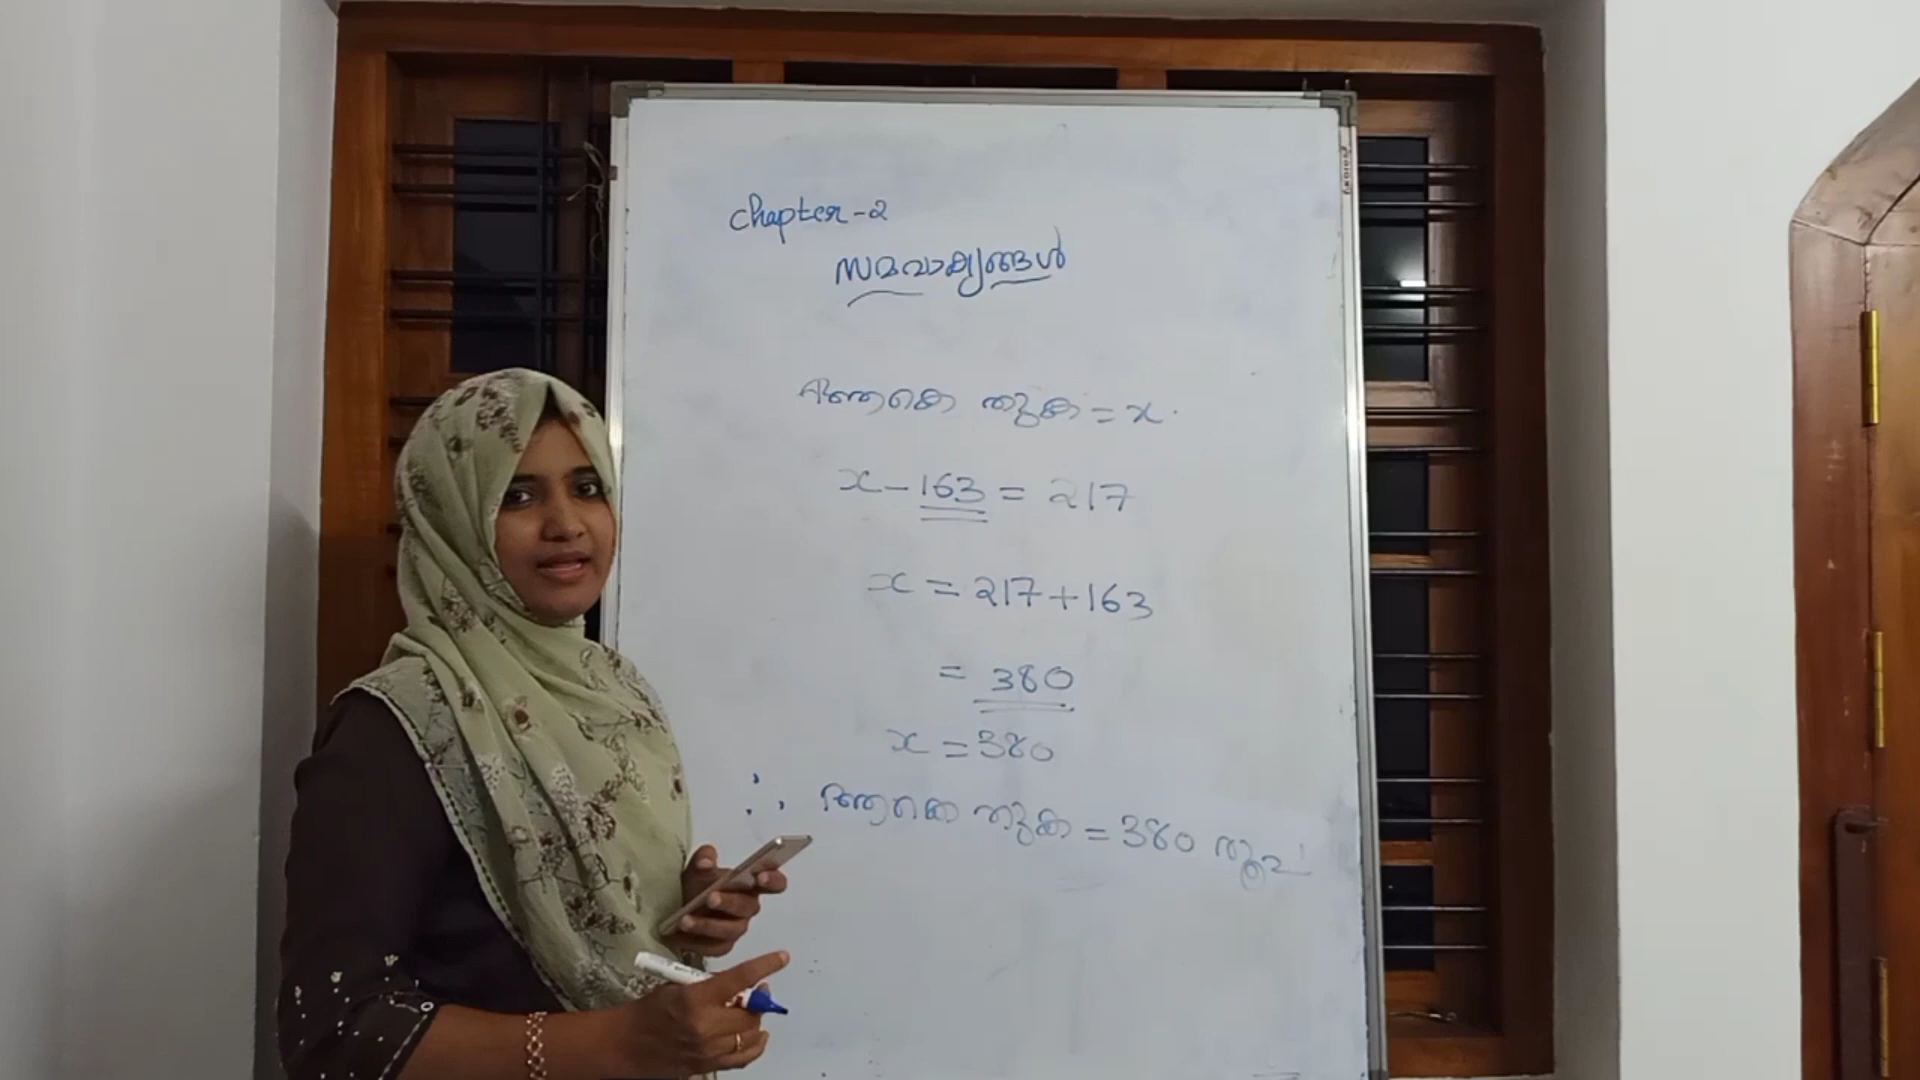 Chapter-2
സമവാക്യങ്ങൾ
ആകെ തുക = x.
x - 163 = 217
x = 217 + 163
= 380
x = 380
∴ ആകെ തുക = 380 രൂപ